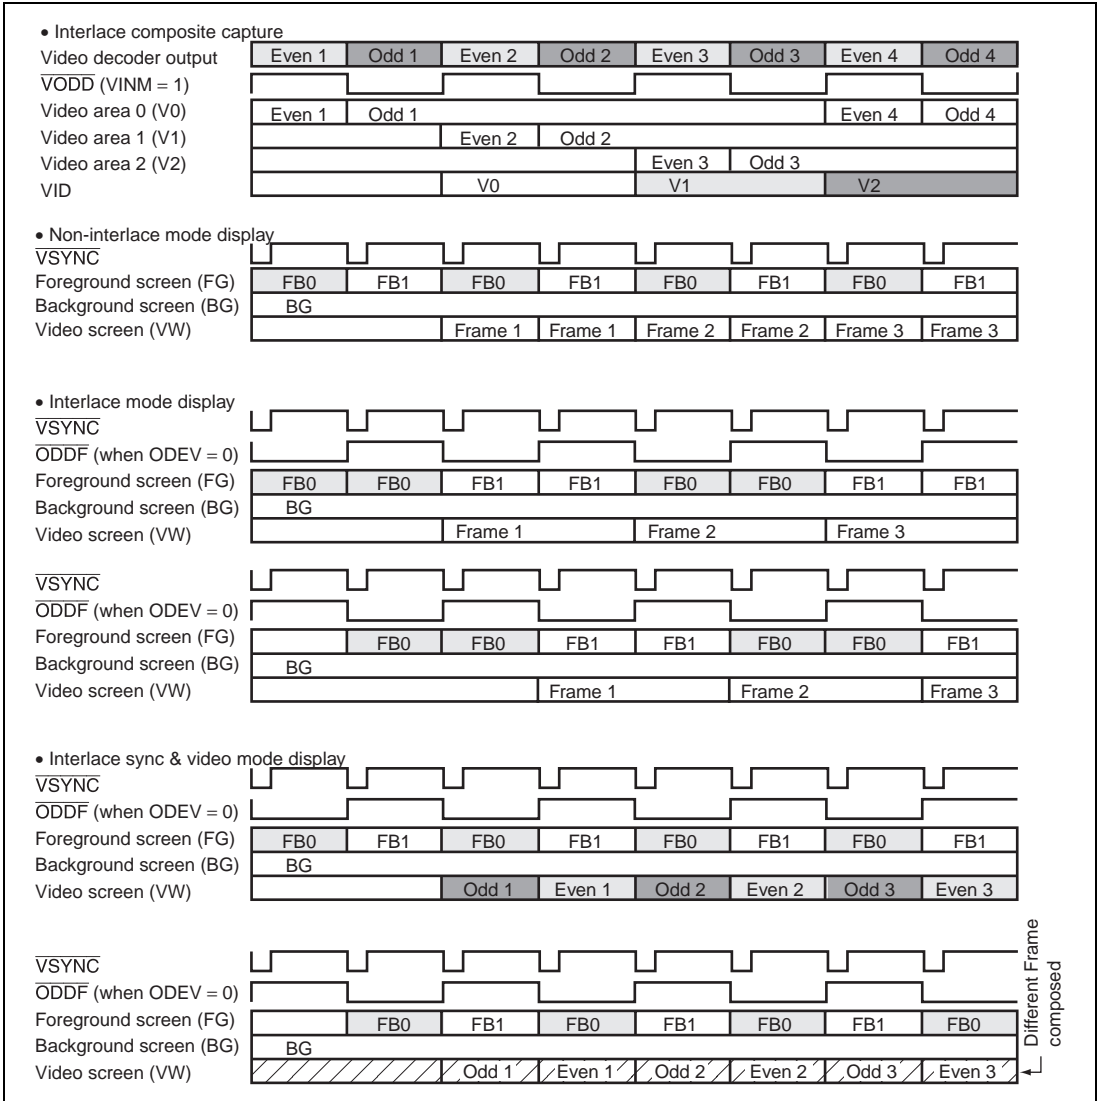 • Interlace composite capture
Video decoder output Even 1 Odd 1 Even 2 Odd 2 Even 3 Odd 3 Even 4 Odd 4
VODD (VINM = 1)
Video area 0 (V0) Even 1 Odd 1 Even 4 Odd 4
Video area 1 (V1) Even 2 Odd 2
Video area 2 (V2) Even 3 Odd 3
VID V0 V1 V2
• Non-interlace mode display
VSYNC
Foreground screen (FG) FB0 FB1 FB0 FB1 FB0 FB1 FB0 FB1
Background screen (BG) BG
Video screen (VW) Frame 1 Frame 1 Frame 2 Frame 2 Frame 3 Frame 3
• Interlace mode display
VSYNC
ODDF (when ODEV = 0)
Foreground screen (FG) FB0 FB0 FB1 FB1 FB0 FB0 FB1 FB1
Background screen (BG) BG
Video screen (VW) Frame 1 Frame 2 Frame 3
VSYNC
ODDF (when ODEV = 0)
Foreground screen (FG) FB0 FB0 FB1 FB1 FB0 FB0 FB1
Background screen (BG) BG
Video screen (VW) Frame 1 Frame 2 Frame 3
• Interlace sync & video mode display
VSYNC
ODDF (when ODEV = 0)
Foreground screen (FG) FB0 FB1 FB0 FB1 FB0 FB1 FB0 FB1
Background screen (BG) BG
Video screen (VW) Odd 1 Even 1 Odd 2 Even 2 Odd 3 Even 3
VSYNC
ODDF (when ODEV = 0)
Foreground screen (FG) FB0 FB1 FB0 FB1 FB0 FB1 FB0
Background screen (BG) BG
Video screen (VW) Odd 1 Even 1 Odd 2 Even 2 Odd 3 Even 3
Different Frame
composed